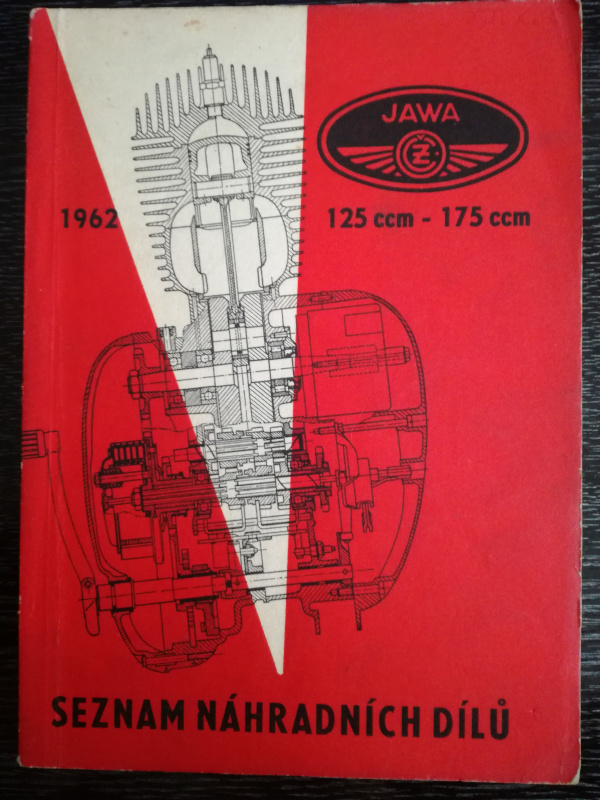 JAWA
ČZ
1962
125 ccm - 175 ccm
SEZNAM NÁHRADNÍCH DÍLŮ